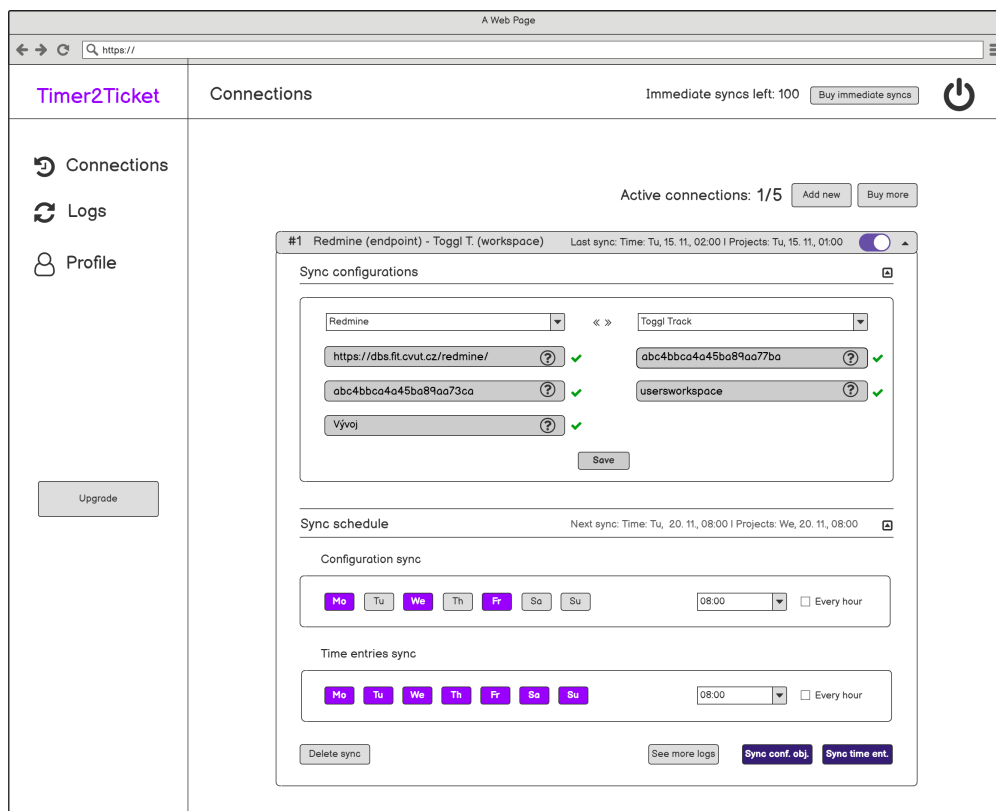 A Web Page
https://
Timer2Ticket
Connections
Immediate syncs left: 100
Buy immediate syncs
Connections
Logs
Profile
Upgrade
Active connections: 1/5
Add new
Buy more
#1 Redmine (endpoint) - Toggl T. (workspace)
Last sync: Time: Tu, 15. 11., 02:00 I Projects: Tu, 15. 11., 01:00
Sync configurations
Redmine
« »
Toggl Track
https://dbs.fit.cvut.cz/redmine/
?
abc4bbca4a45ba89aa77ba
?
abc4bbca4a45ba89aa73ca
?
usersworkspace
?
Vývoj
?
Save
Sync schedule
Next sync: Time: Tu, 20. 11., 08:00 I Projects: We, 20. 11., 08:00
Configuration sync
Mo Tu We Th Fr Sa Su
08:00
Every hour
Time entries sync
Mo Tu We Th Fr Sa Su
08:00
Every hour
Delete sync
See more logs
Sync conf. obj.
Sync time ent.